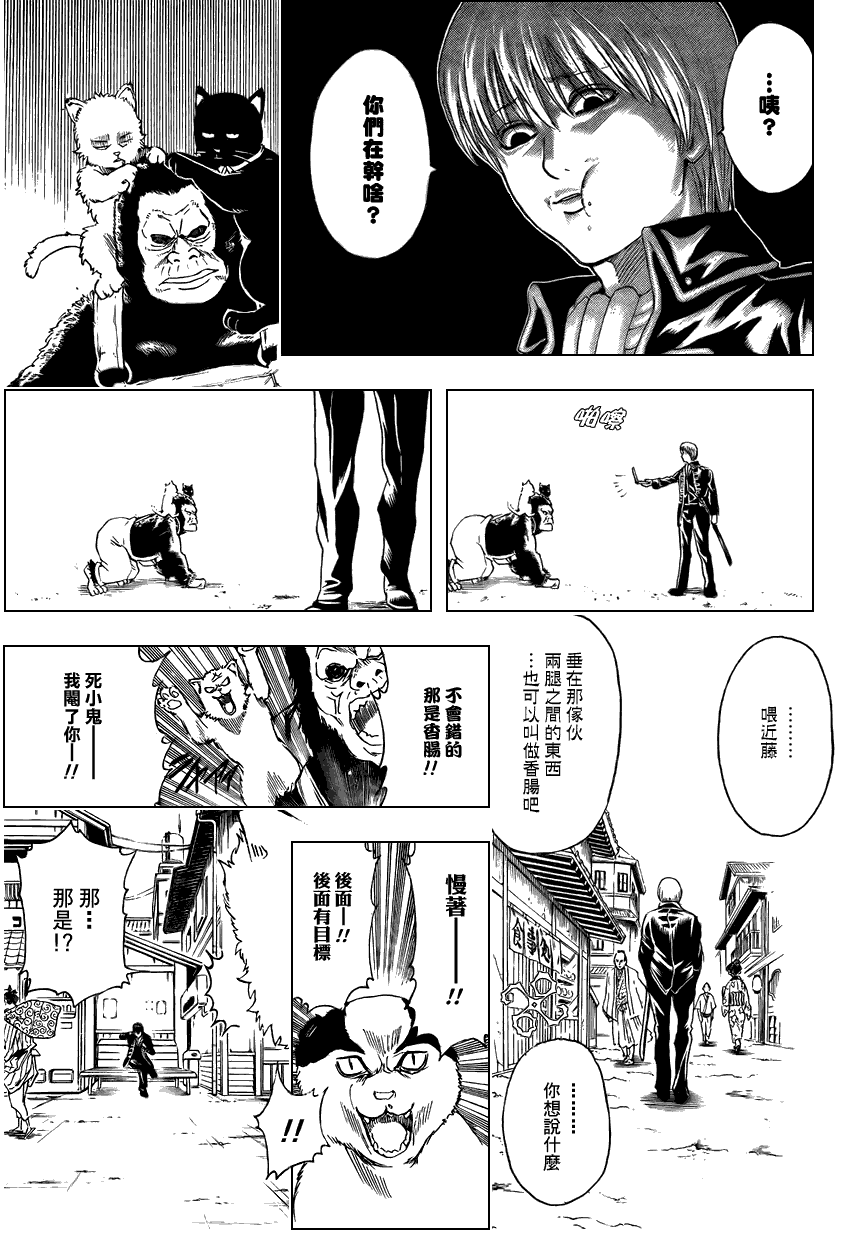 …咦？
你們在幹啥？
啪嚓
………
喂近藤
垂在那傢伙
兩腿之間的東西
…也可以叫做香腸吧
………
你想說什麼
食事処
不會錯的
那是香腸!!
死小鬼——
我閹了你—!!
慢著——!!
後面—!!
後面有目標
!!
那…
那是!?